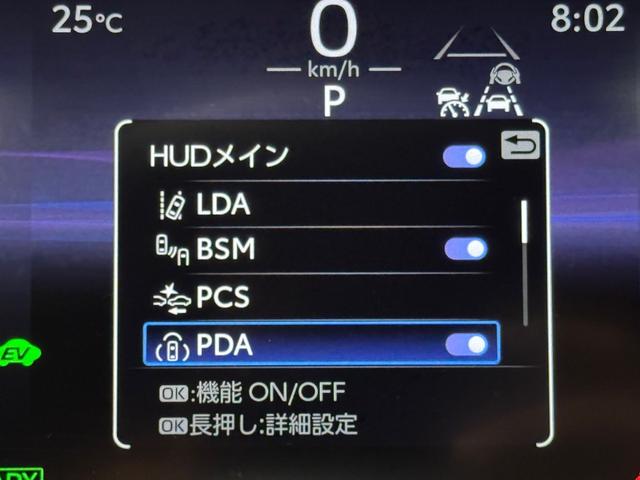 25℃
8:02
0
km/h
P
HUDメイン
LDA
BSM
PCS
PDA
OK:機能 ON/OFF
OK長押し:詳細設定
EV